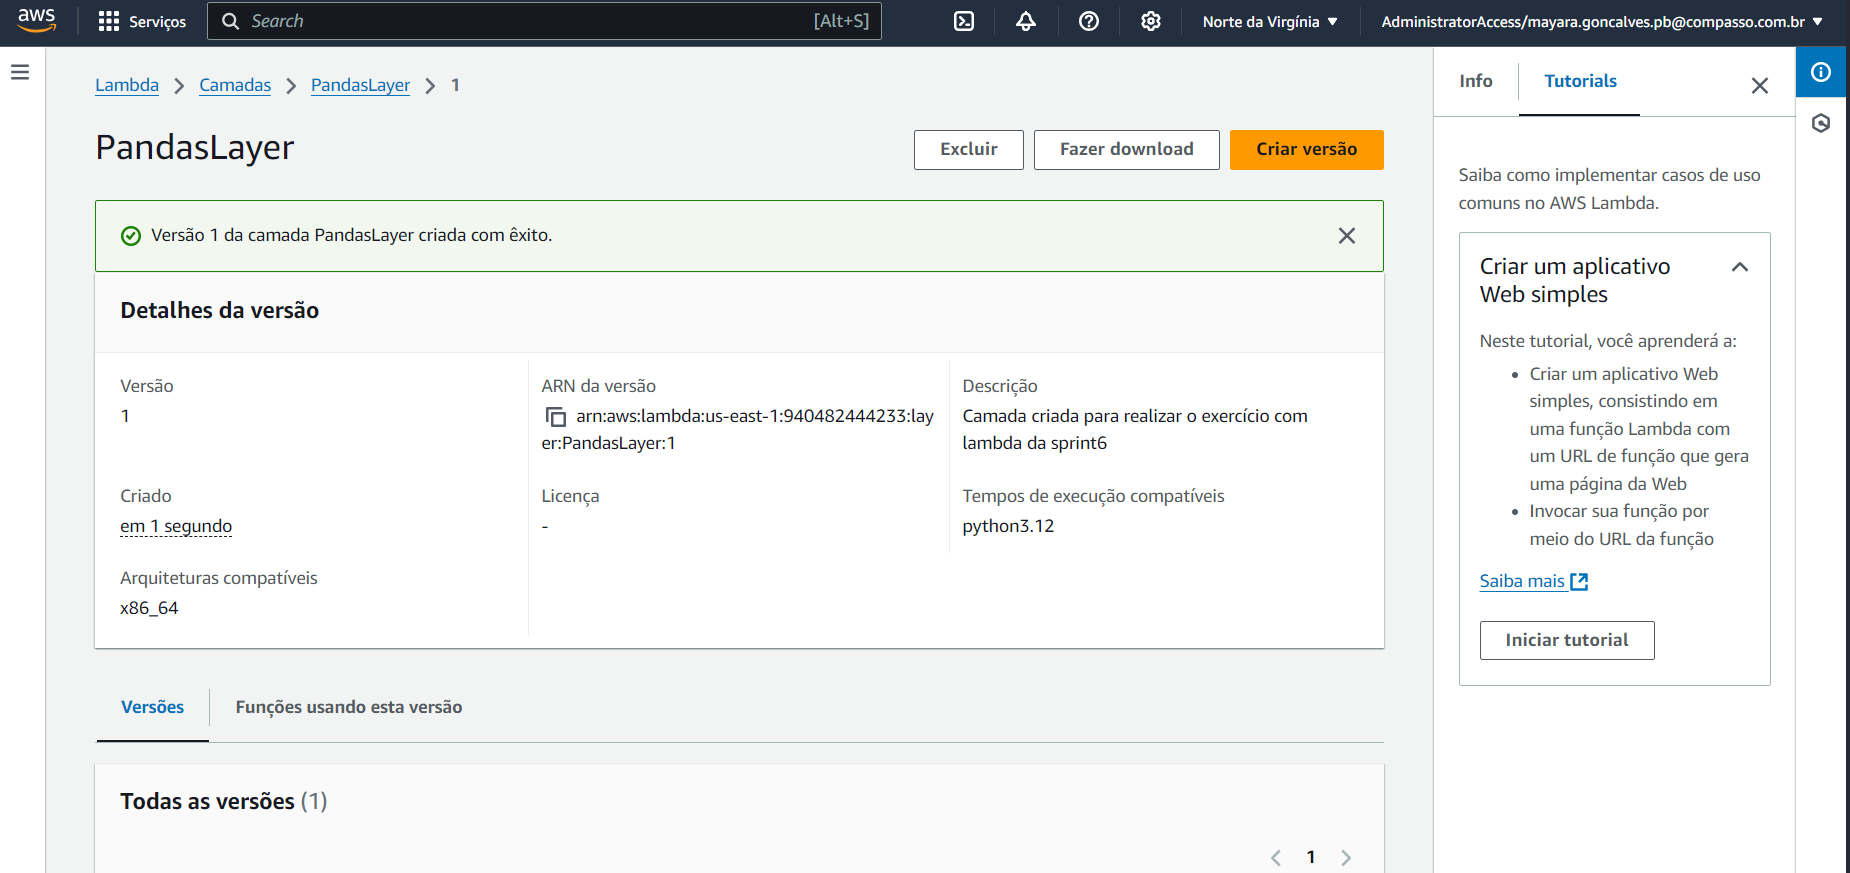 aws
Serviços
Search
[Alt+S]
Norte da Virgínia
AdministratorAccess/mayara.goncalves.pb@compasso.com.br
Lambda
Camadas
PandasLayer
1
PandasLayer
Excluir
Fazer download
Criar versão
Versão 1 da camada PandasLayer criada com êxito.
Detalhes da versão
Versão
1
ARN da versão
arn:aws:lambda:us-east-1:940482444233:lay
er:PandasLayer:1
Descrição
Camada criada para realizar o exercício com
lambda da sprint6
Criado
em 1 segundo
Licença
-
Tempos de execução compatíveis
python3.12
Arquiteturas compatíveis
x86_64
Versões
Funções usando esta versão
Todas as versões (1)
1
Info
Tutorials
Saiba como implementar casos de uso
comuns no AWS Lambda.
Criar um aplicativo
Web simples
Neste tutorial, você aprenderá a:
• Criar um aplicativo Web
simples, consistindo em
uma função Lambda com
um URL de função que gera
uma página da Web
• Invocar sua função por
meio do URL da função
Saiba mais
Iniciar tutorial